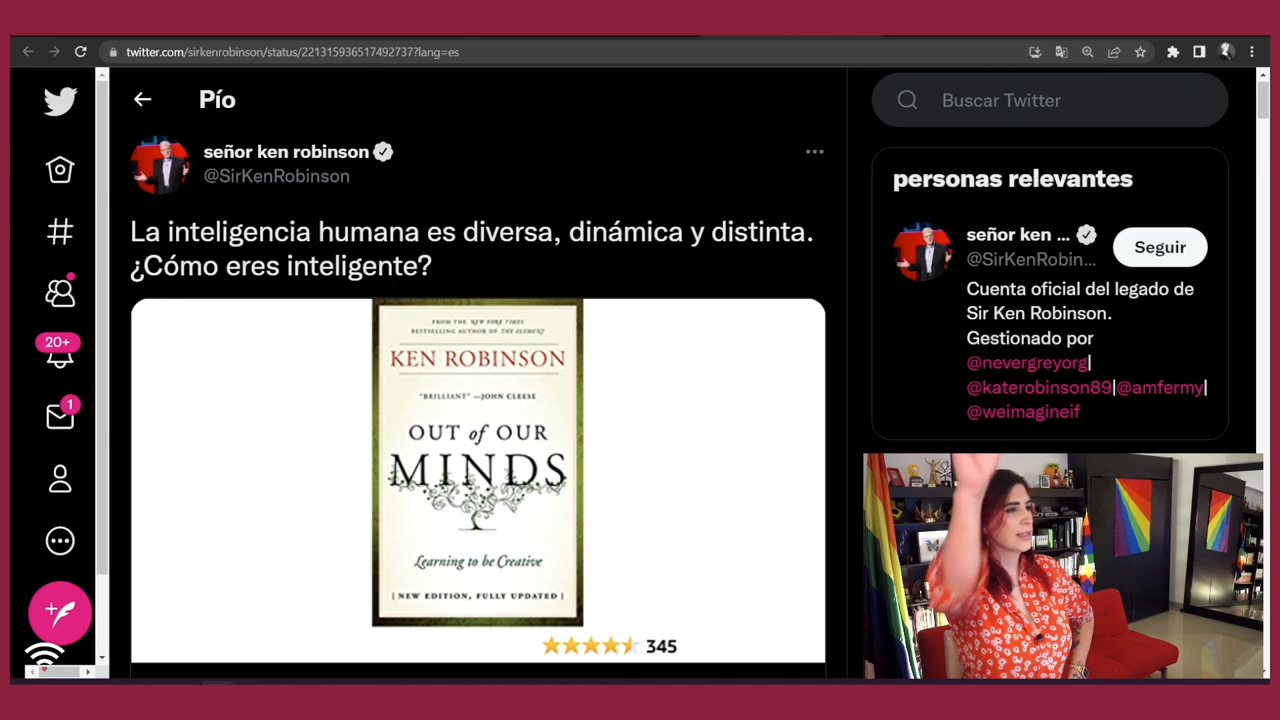 twitter.com/sirkenrobinson/status/221315936517492737?lang=es
Pío
señor ken robinson
@SirKenRobinson
La inteligencia humana es diversa, dinámica y distinta.
¿Cómo eres inteligente?
FROM THE NEW YORK TIMES
BESTSELLING AUTHOR OF THE ELEMENT
KEN ROBINSON
"BRILLIANT" —JOHN CLEESE
OUT of OUR
MINDS
Learning to be Creative
[ NEW EDITION, FULLY UPDATED ]
345
20+
1
Buscar Twitter
personas relevantes
señor ken ...
@SirKenRobin...
Seguir
Cuenta oficial del legado de
Sir Ken Robinson.
Gestionado por
@nevergreyorg|
@katerobinson89|@amfermy|
@weimagineif